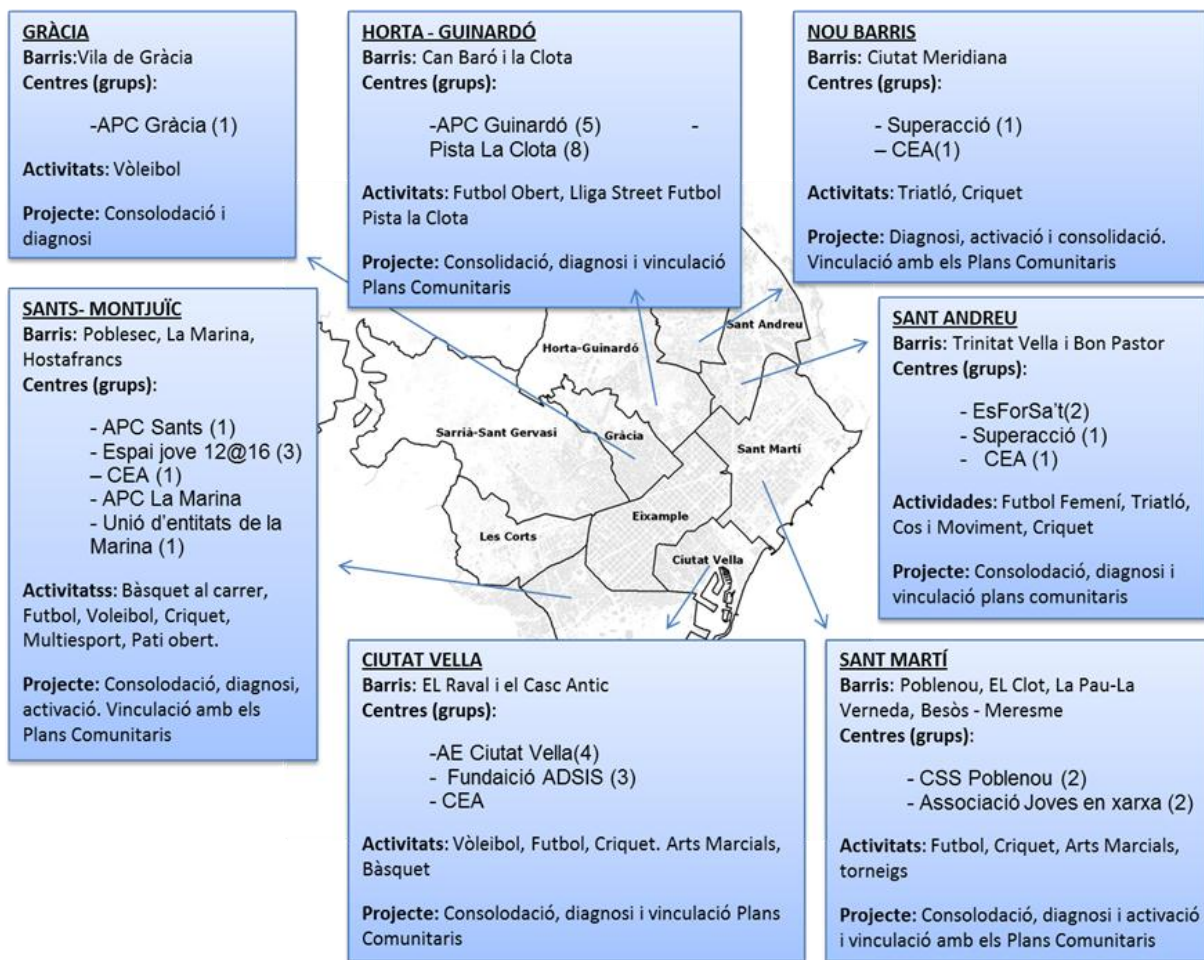 GRÀCIA
Barris:Vila de Gràcia
Centres (grups):
-APC Gràcia (1)
Activitats: Vòleibol
Projecte: Consolodació i
diagnosi
HORTA - GUINARDÓ
Barris: Can Baró i la Clota
Centres (grups):
-APC Guinardó (5) -
Pista La Clota (8)
Activitats: Futbol Obert, Lliga Street Futbol
Pista la Clota
Projecte: Consolidació, diagnosi i vinculació
Plans Comunitaris
NOU BARRIS
Barris: Ciutat Meridiana
Centres (grups):
- Superacció (1)
– CEA(1)
Activitats: Triatló, Criquet
Projecte: Diagnosi, activació i consolidació.
Vinculació amb els Plans Comunitaris
SANTS- MONTJUÏC
Barris: Poblesec, La Marina,
Hostafrancs
Centres (grups):
- APC Sants (1)
- Espai jove 12@16 (3)
– CEA (1)
- APC La Marina
- Unió d'entitats de la
Marina (1)
Activitatss: Bàsquet al carrer,
Futbol, Voleibol, Criquet,
Multiesport, Pati obert.
Projecte: Consolodació, diagnosi,
activació. Vinculació amb els
Plans Comunitaris
Sant Andreu
Horta-Guinardó
Sarrià-Sant Gervasi
Gràcia
Sant Martí
Eixample
Les Corts
Ciutat Vella
SANT ANDREU
Barris: Trinitat Vella i Bon Pastor
Centres (grups):
- EsForSa't(2)
- Superacció (1)
- CEA (1)
Actividades: Futbol Femení, Triatló,
Cos i Moviment, Criquet
Projecte: Consolodació, diagnosi i
vinculació plans comunitaris
CIUTAT VELLA
Barris: EL Raval i el Casc Antic
Centres (grups):
-AE Ciutat Vella(4)
- Fundaició ADSIS (3)
- CEA
Activitats: Vòleibol, Futbol, Criquet. Arts Marcials,
Bàsquet
Projecte: Consolodació, diagnosi i vinculació Plans
Comunitaris
SANT MARTÍ
Barris: Poblenou, EL Clot, La Pau-La
Verneda, Besòs - Meresme
Centres (grups):
- CSS Poblenou (2)
- Associació Joves en xarxa (2)
Activitats: Futbol, Criquet, Arts Marcials,
torneigs
Projecte: Consolodació, diagnosi i activació
i vinculació amb els Plans Comunitaris